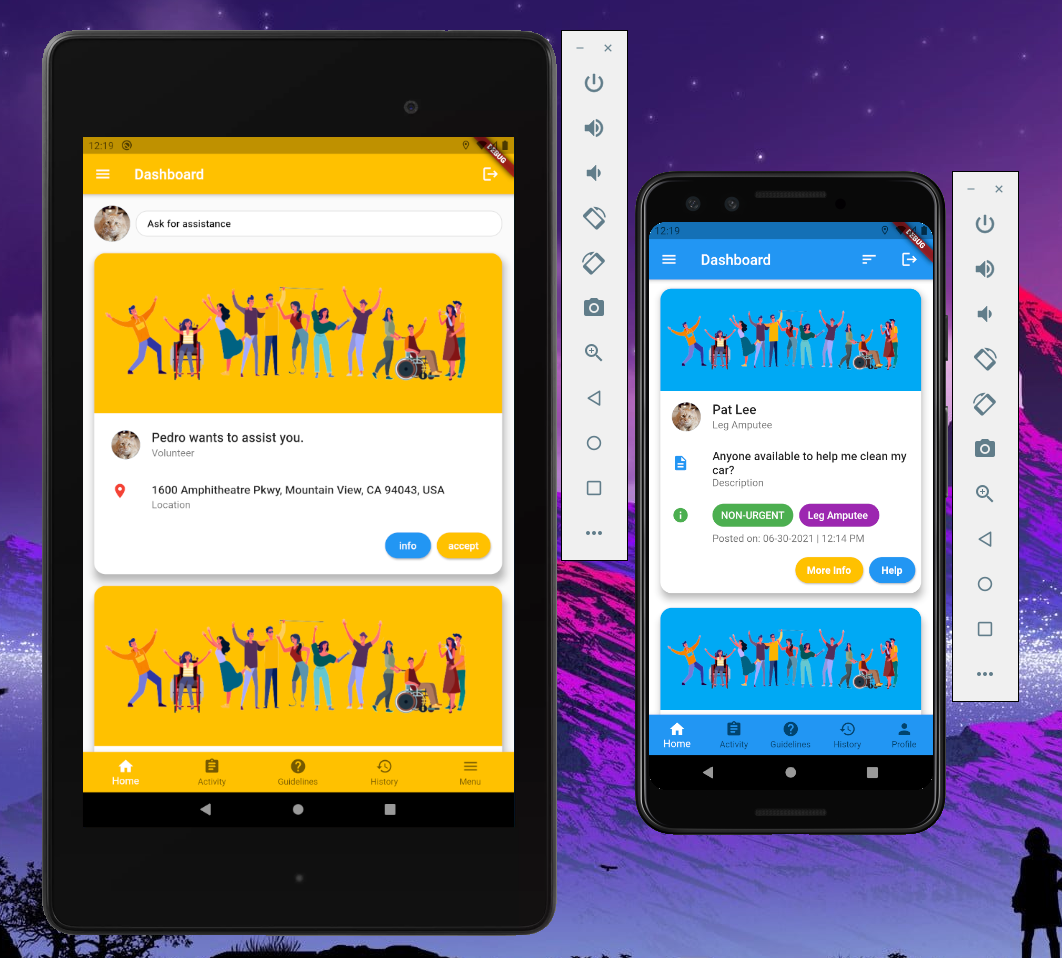 12:19
DEBUG
Dashboard
Ask for assistance
Pedro wants to assist you.
Volunteer
1600 Amphitheatre Pkwy, Mountain View, CA 94043, USA
Location
info
accept
Home
Activity
Guidelines
History
Menu
12:19
DEBUG
Dashboard
Pat Lee
Leg Amputee
Anyone available to help me clean my
car?
Description
NON-URGENT
Leg Amputee
Posted on: 06-30-2021 | 12:14 PM
More Info
Help
Home
Activity
Guidelines
History
Profile